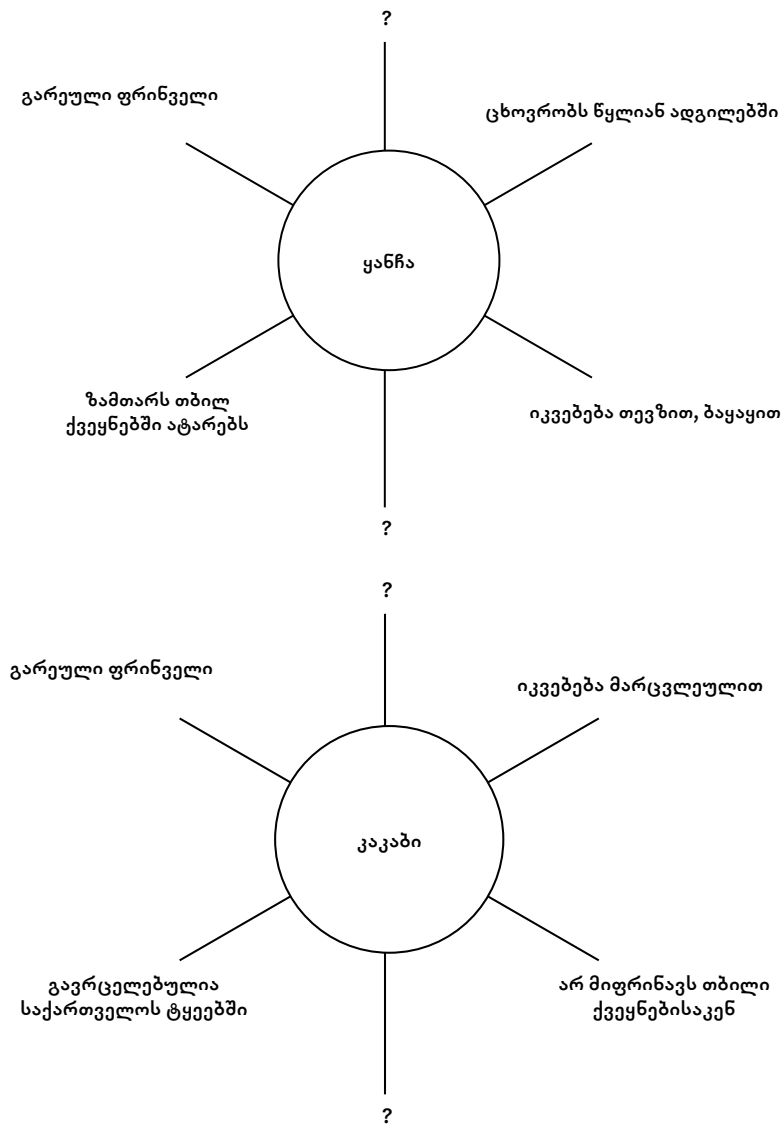 ?
გარეული ფრინველი
ცხოვრობს წყლიან ადგილებში
ყანჩა
ზამთარს თბილ
ქვეყნებში ატარებს
იკვებება თევზით, ბაყაყით
?
?
გარეული ფრინველი
იკვებება მარცვლეულით
კაკაბი
გავრცელებულია
საქართველოს ტყეებში
არ მიფრინავს თბილი
ქვეყნებისაკენ
?